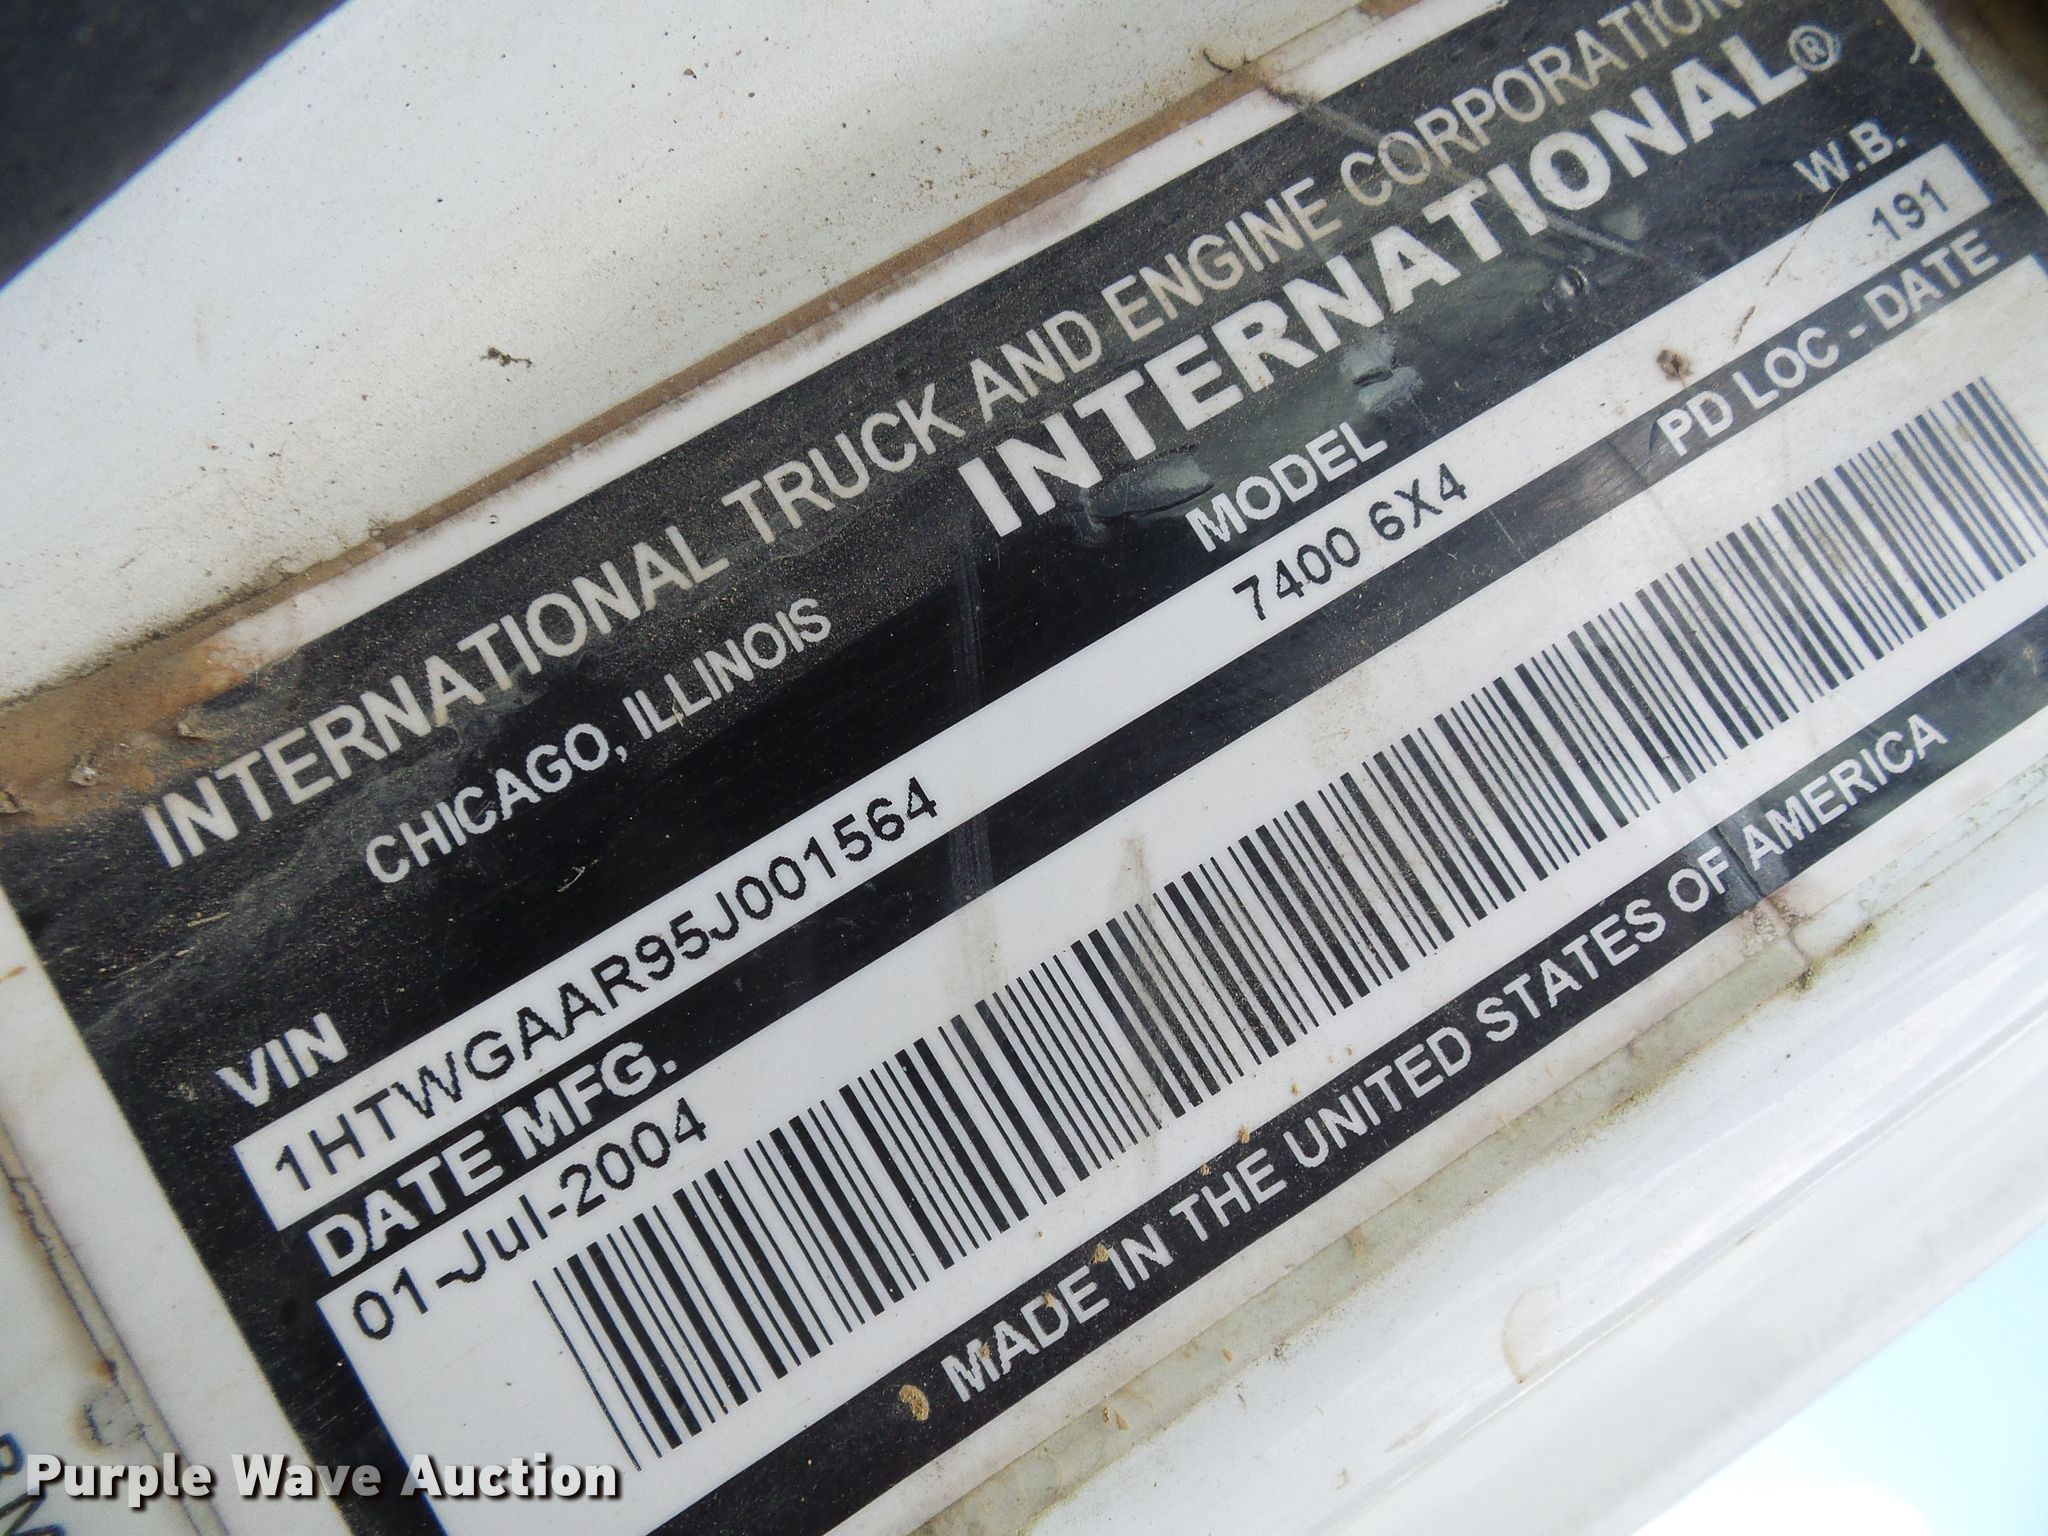 INTERNATIONAL TRUCK AND ENGINE CORPORATION
CHICAGO, ILLINOIS
INTERNATIONAL®
VIN
MODEL
W.B.
1HTWGAAR95J001564
7400 6X4
191
DATE MFG.
PD LOC - DATE
01-Jul-2004
MADE IN THE UNITED STATES OF AMERICA
Purple Wave Auction